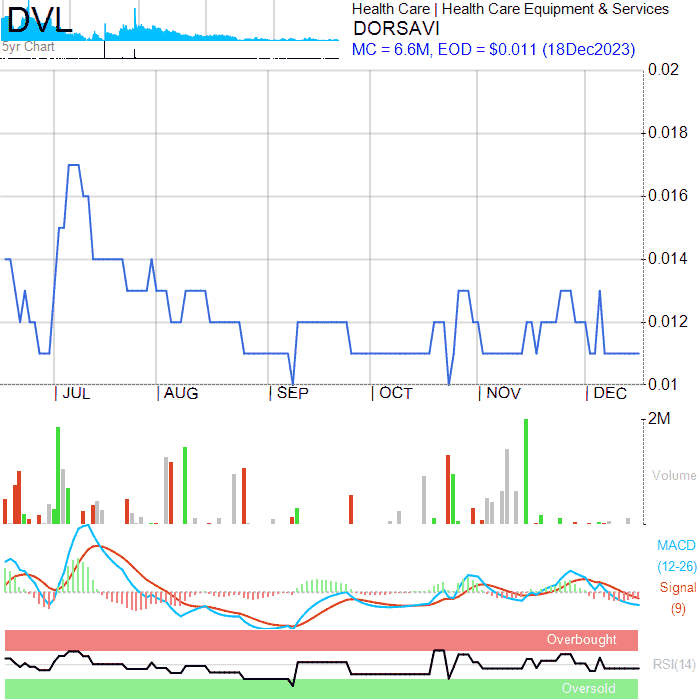 DVL
5yr Chart
Health Care | Health Care Equipment & Services
DORSAVI
MC = 6.6M, EOD = $0.011 (18Dec2023)
0.02
0.018
0.016
0.014
0.012
0.01
JUL AUG SEP OCT NOV DEC
2M
Volume
MACD
(12-26)
Signal
(9)
Overbought
RSI(14)
Oversold